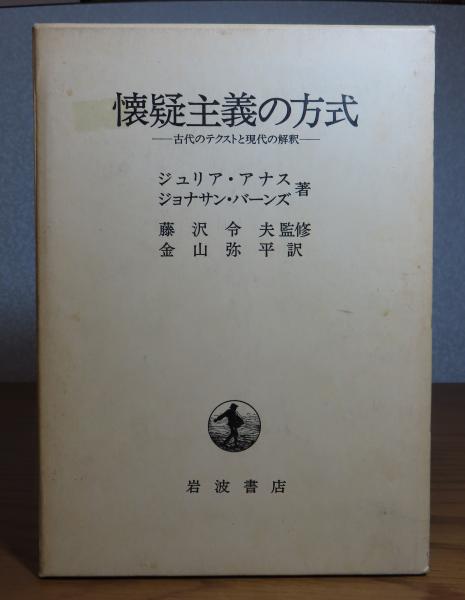 懐疑主義の方式
──古代のテクストと現代の解釈──
ジュリア・アナス
ジョナサン・バーンズ 著
藤沢令夫監修
金山弥平訳
岩波書店